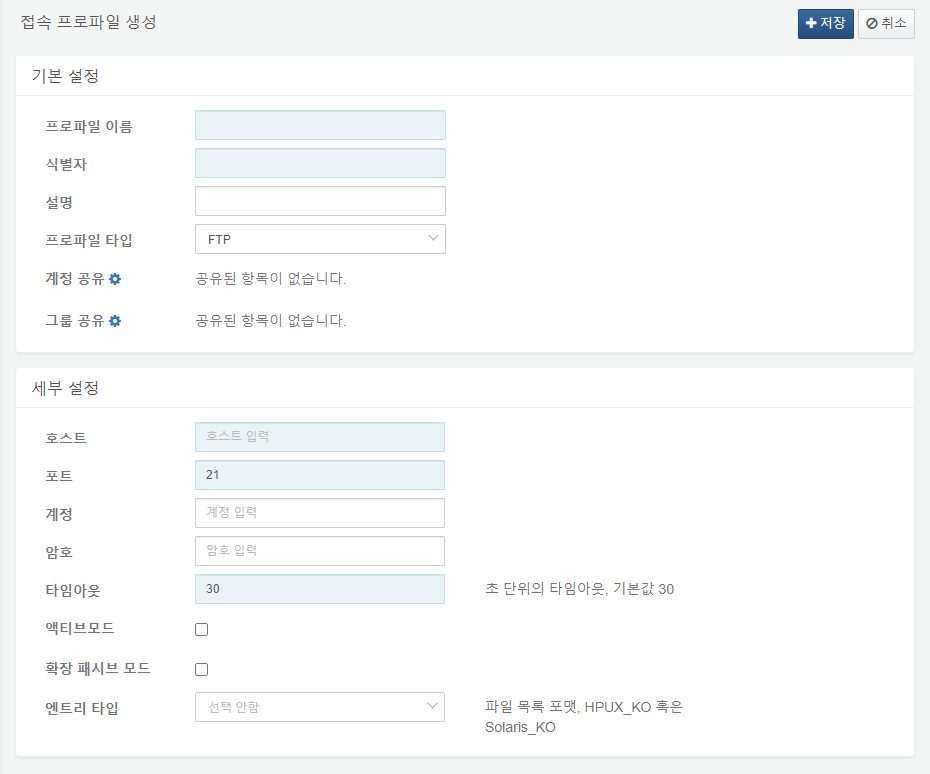 접속 프로파일 생성
저장
취소
기본 설정
프로파일 이름
식별자
설명
프로파일 타입
FTP
계정 공유
공유된 항목이 없습니다.
그룹 공유
공유된 항목이 없습니다.
세부 설정
호스트
호스트 입력
포트
21
계정
계정 입력
암호
암호 입력
타임아웃
30
초 단위의 타임아웃, 기본값 30
액티브모드
확장 패시브 모드
엔트리 타입
선택 안함
파일 목록 포맷, HPUX_KO 혹은
Solaris_KO